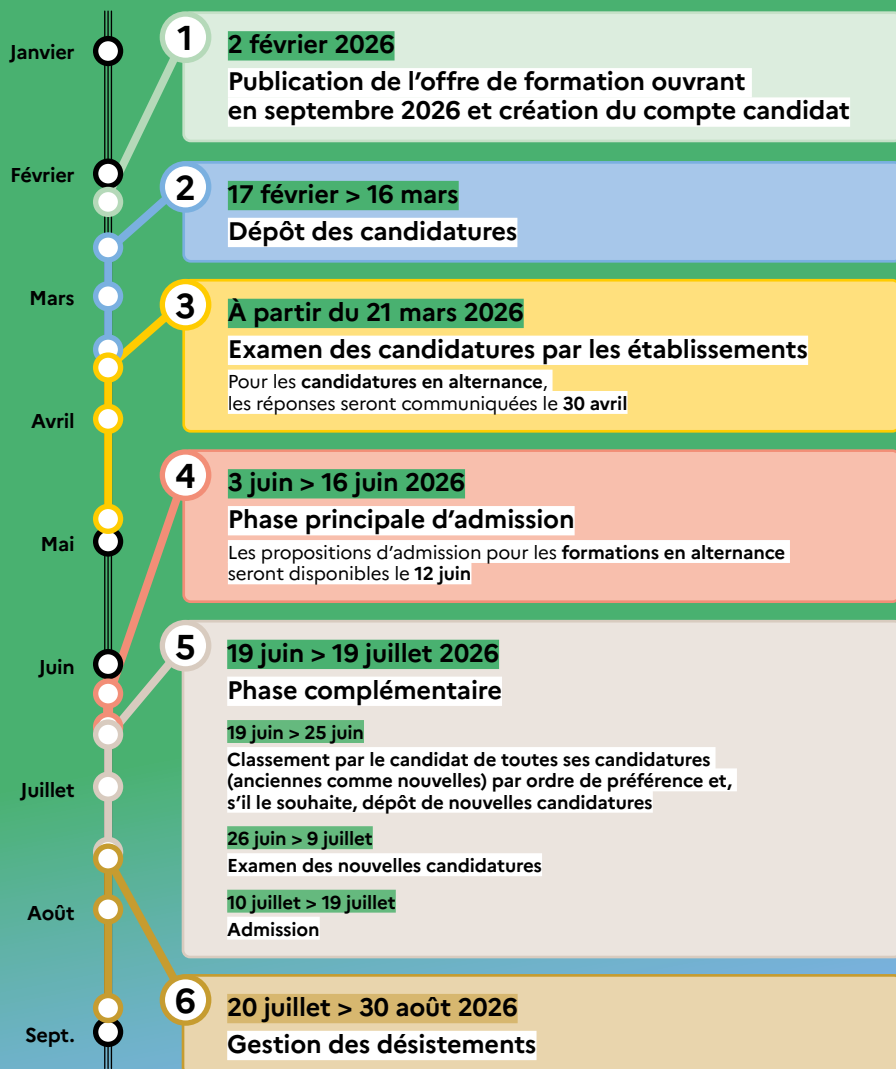 Janvier
Février
Mars
Avril
Mai
Juin
Juillet
Août
Sept.
1
2 février 2026
Publication de l’offre de formation ouvrant
en septembre 2026 et création du compte candidat
2
17 février > 16 mars
Dépôt des candidatures
3
À partir du 21 mars 2026
Examen des candidatures par les établissements
Pour les candidatures en alternance,
les réponses seront communiquées le 30 avril
4
3 juin > 16 juin 2026
Phase principale d’admission
Les propositions d’admission pour les formations en alternance
seront disponibles le 12 juin
5
19 juin > 19 juillet 2026
Phase complémentaire
19 juin > 25 juin
Classement par le candidat de toutes ses candidatures
(anciennes comme nouvelles) par ordre de préférence et,
s’il le souhaite, dépôt de nouvelles candidatures
26 juin > 9 juillet
Examen des nouvelles candidatures
10 juillet > 19 juillet
Admission
6
20 juillet > 30 août 2026
Gestion des désistements